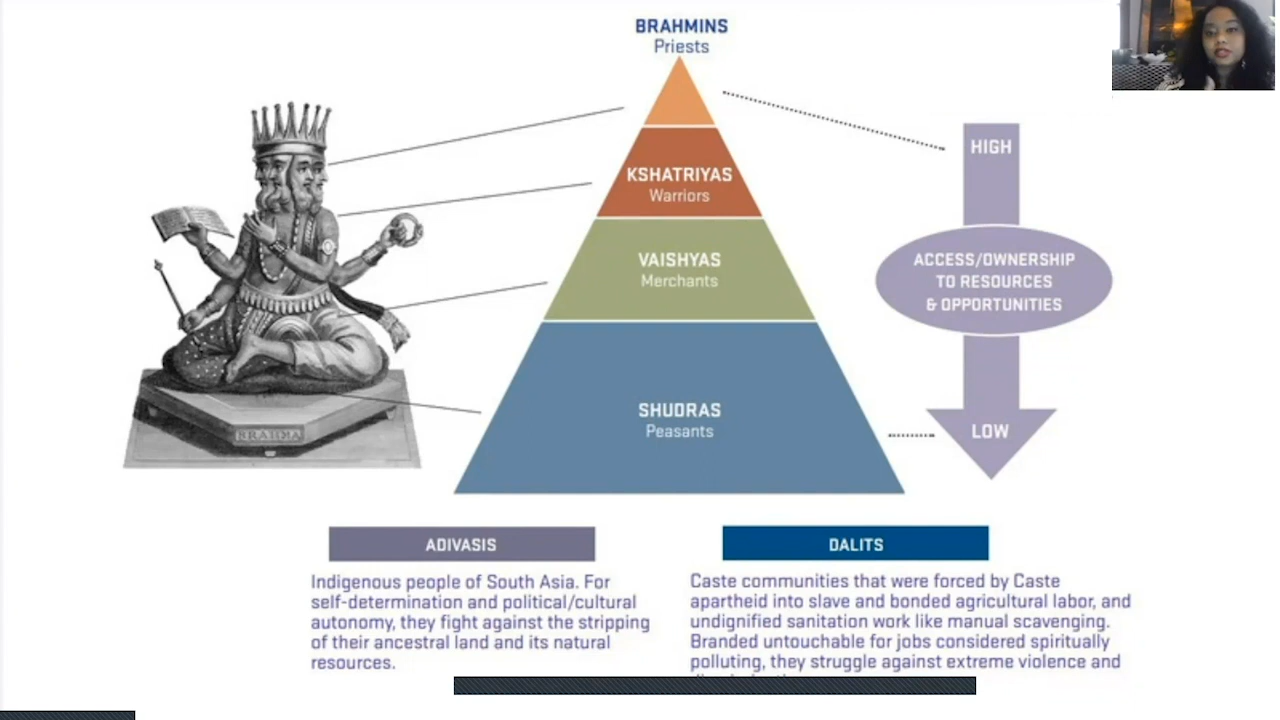 BRAHMINS
Priests
KSHATRIYAS
Warriors
VAISHYAS
Merchants
SHUDRAS
Peasants
HIGH
ACCESS/OWNERSHIP
TO RESOURCES
& OPPORTUNITIES
LOW
BRAHMA
ADIVASIS
Indigenous people of South Asia. For
self-determination and political/cultural
autonomy, they fight against the stripping
of their ancestral land and its natural
resources.
DALITS
Caste communities that were forced by Caste
apartheid into slave and bonded agricultural labor, and
undignified sanitation work like manual scavenging.
Branded untouchable for jobs considered spiritually
polluting, they struggle against extreme violence and